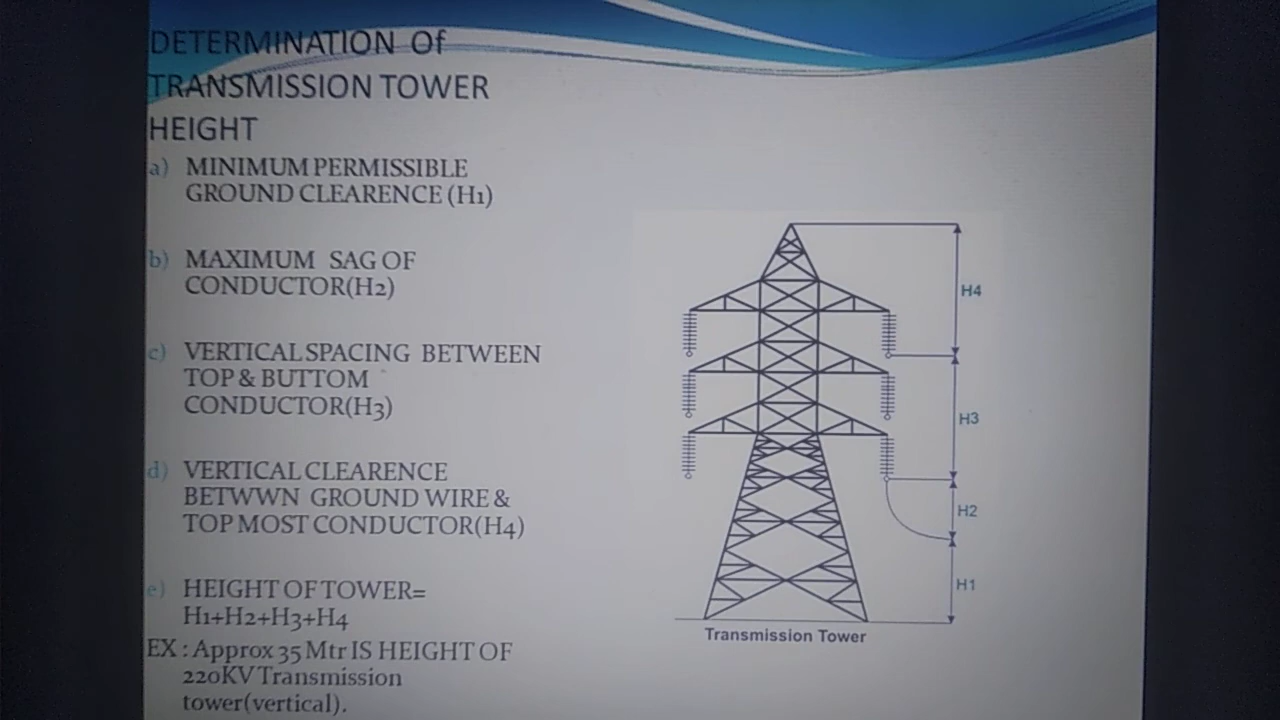 DETERMINATION Of
TRANSMISSION TOWER
HEIGHT
a) MINIMUM PERMISSIBLE
GROUND CLEARENCE (H1)
b) MAXIMUM SAG OF
CONDUCTOR(H2)
c) VERTICAL SPACING BETWEEN
TOP & BUTTOM
CONDUCTOR(H3)
d) VERTICAL CLEARENCE
BETWWN GROUND WIRE &
TOP MOST CONDUCTOR(H4)
e) HEIGHT OF TOWER=
H1+H2+H3+H4
EX : Approx 35 Mtr IS HEIGHT OF
220KV Transmission
tower(vertical).
H4
H3
H2
H1
Transmission Tower